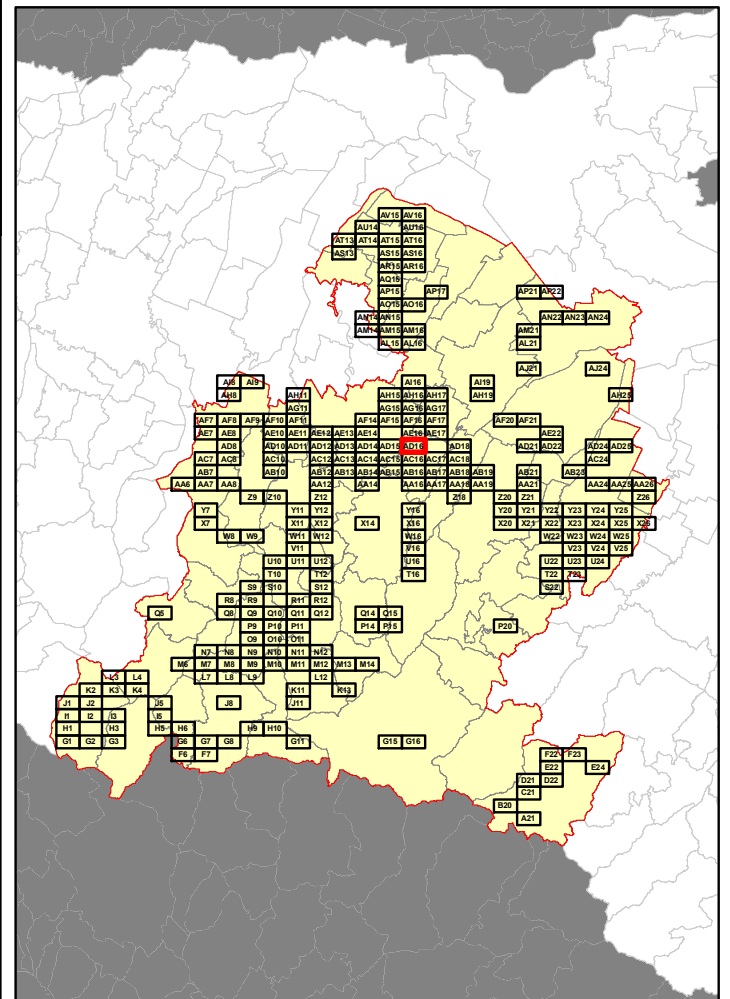 AV15 AV16
AU14 AU16
AT13 AT14 AT15 AT16
AS13 AS15 AS16
AR15 AR16
AQ15
AP15 AP17 AP21 AP22
AO15 AO16
AN14 AN15 AN22 AN23 AN24
AM14 AM15 AM16 AM21
AL15 AL16 AL21
AJ21 AJ24
AI8 AI9 AI16 AI19
AH8 AH11 AH15 AH16 AH17 AH19 AH25
AG11 AG15 AG16 AG17
AF7 AF8 AF9 AF10 AF11 AF14 AF15 AF16 AF17 AF20 AF21
AE7 AE8 AE10 AE11 AE12 AE13 AE14 AE16 AE17 AE22
AD8 AD10 AD11 AD12 AD13 AD14 AD15 AD16 AD18 AD21 AD22 AD24 AD25
AC7 AC8 AC10 AC12 AC13 AC14 AC15 AC16 AC17 AC18 AC24
AB7 AB10 AB12 AB13 AB14 AB15 AB16 AB17 AB18 AB19 AB21 AB23
AA6 AA7 AA8 AA12 AA14 AA16 AA17 AA18 AA19 AA21 AA24 AA25 AA26
Z9 Z10 Z12 Z18 Z20 Z21 Z26
Y7 Y11 Y12 Y16 Y20 Y21 Y22 Y23 Y24 Y25
X7 X11 X12 X14 X16 X20 X21 X22 X23 X24 X25 X26
W8 W9 W11 W12 W16 W22 W23 W24 W25
V11 V16 V23 V24 V25
U10 U11 U12 U16 U22 U23 U24
T10 T12 T16 T22 T23
S9 S10 S12 S22
R8 R9 R11 R12
Q5 Q8 Q9 Q10 Q11 Q12 Q14 Q15
P9 P10 P11 P14 P15 P20
O9 O10 O11
N7 N8 N9 N10 N11 N12
M6 M7 M8 M9 M10 M11 M12 M13 M14
L3 L4 L7 L8 L9 L12
K2 K3 K4 K11 K13
J1 J2 J5 J8 J11
I1 I2 I3 I5
H1 H3 H5 H6 H9 H10
G1 G2 G3 G6 G7 G8 G11 G15 G16
F6 F7 F22 F23
E22 E24
D21 D22
C21
B20
A21